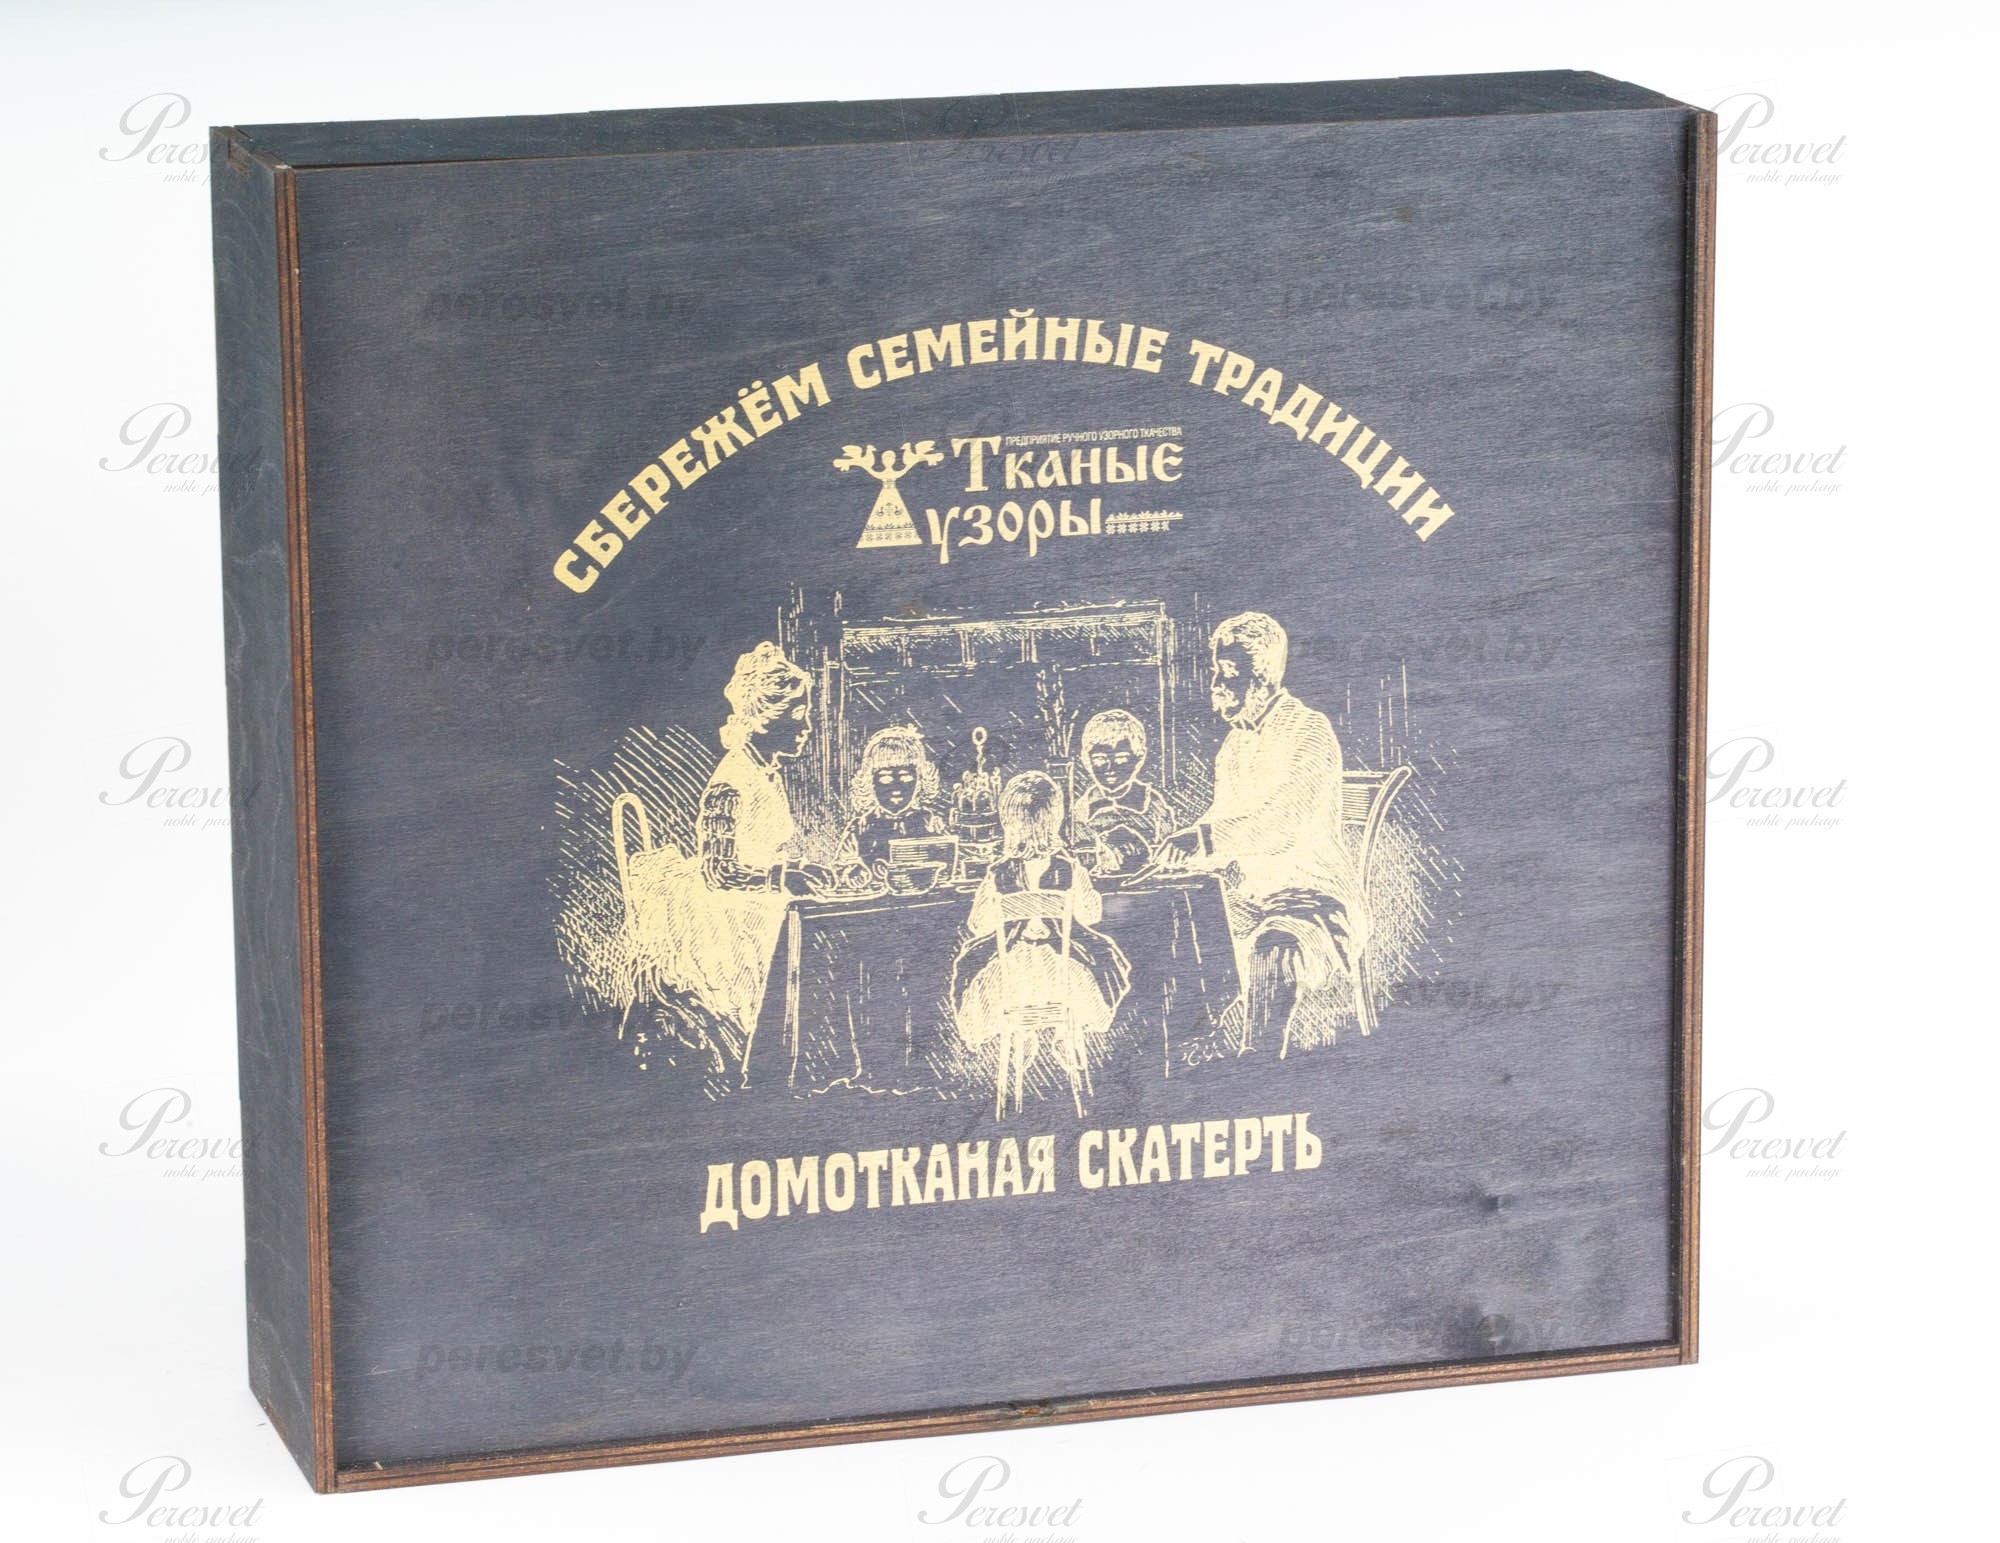 СБЕРЕЖЁМ СЕМЕЙНЫЕ ТРАДИЦИИ
ПРЕДПРИЯТИЕ РУЧНОГО УЗОРНОГО ТКАЧЕСТВА
Тканые
узоры
ДОМОТКАНАЯ СКАТЕРТЬ
Peresvet
noble package
peresvet.by